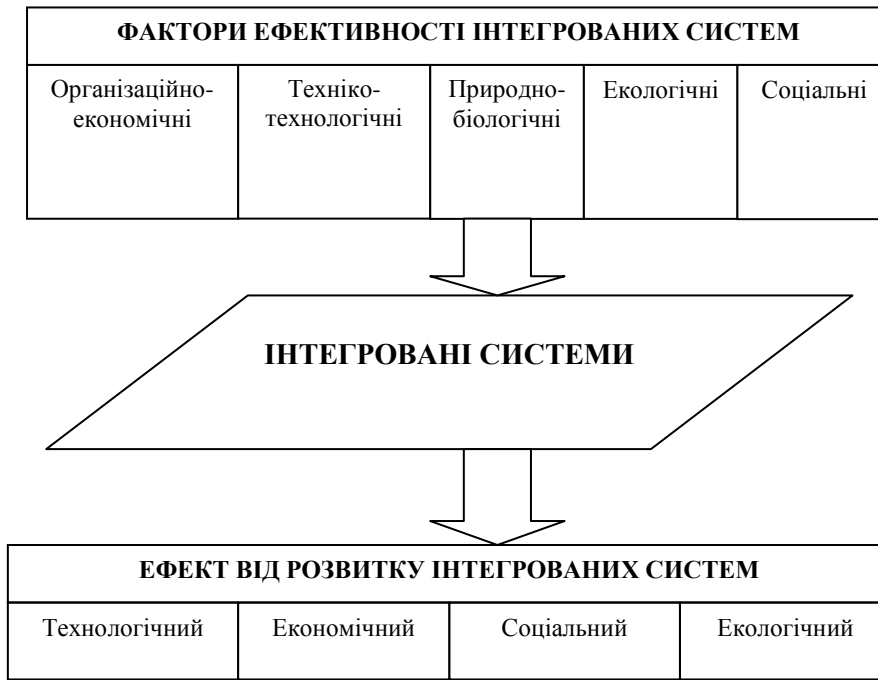 ФАКТОРИ ЕФЕКТИВНОСТІ ІНТЕГРОВАНИХ СИСТЕМ
Організаційно-
економічні
Техніко-
технологічні
Природно-
біологічні
Екологічні
Соціальні
ІНТЕГРОВАНІ СИСТЕМИ
ЕФЕКТ ВІД РОЗВИТКУ ІНТЕГРОВАНИХ СИСТЕМ
Технологічний
Економічний
Соціальний
Екологічний